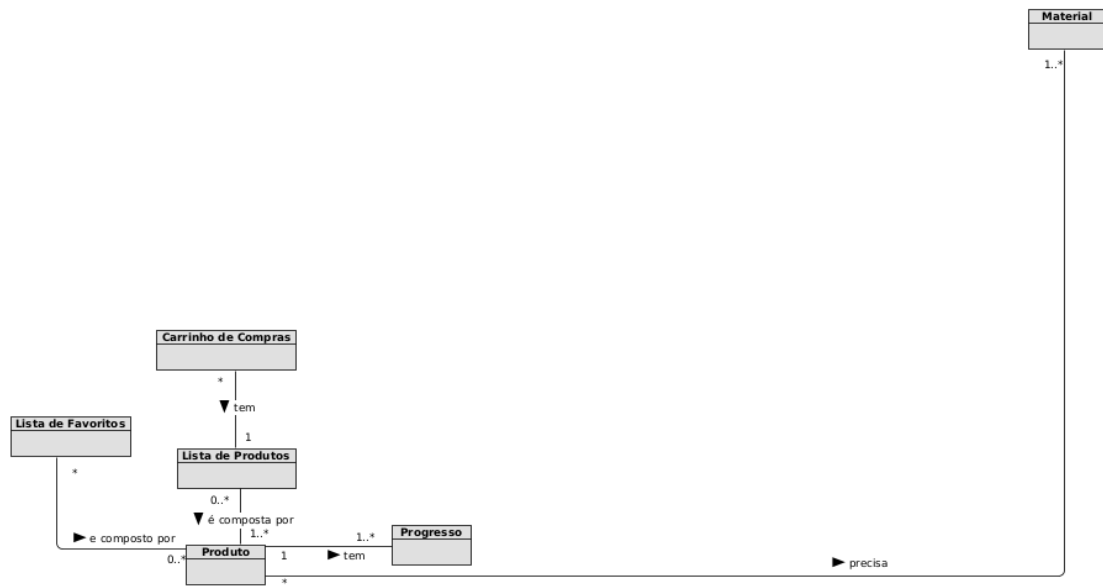 Material
1..*
Carrinho de Compras
*
tem
1
Lista de Favoritos
*
Lista de Produtos
0..*
é composta por
1..*
e composto por
0..*
Produto
1
tem
1..*
Progresso
*
precisa